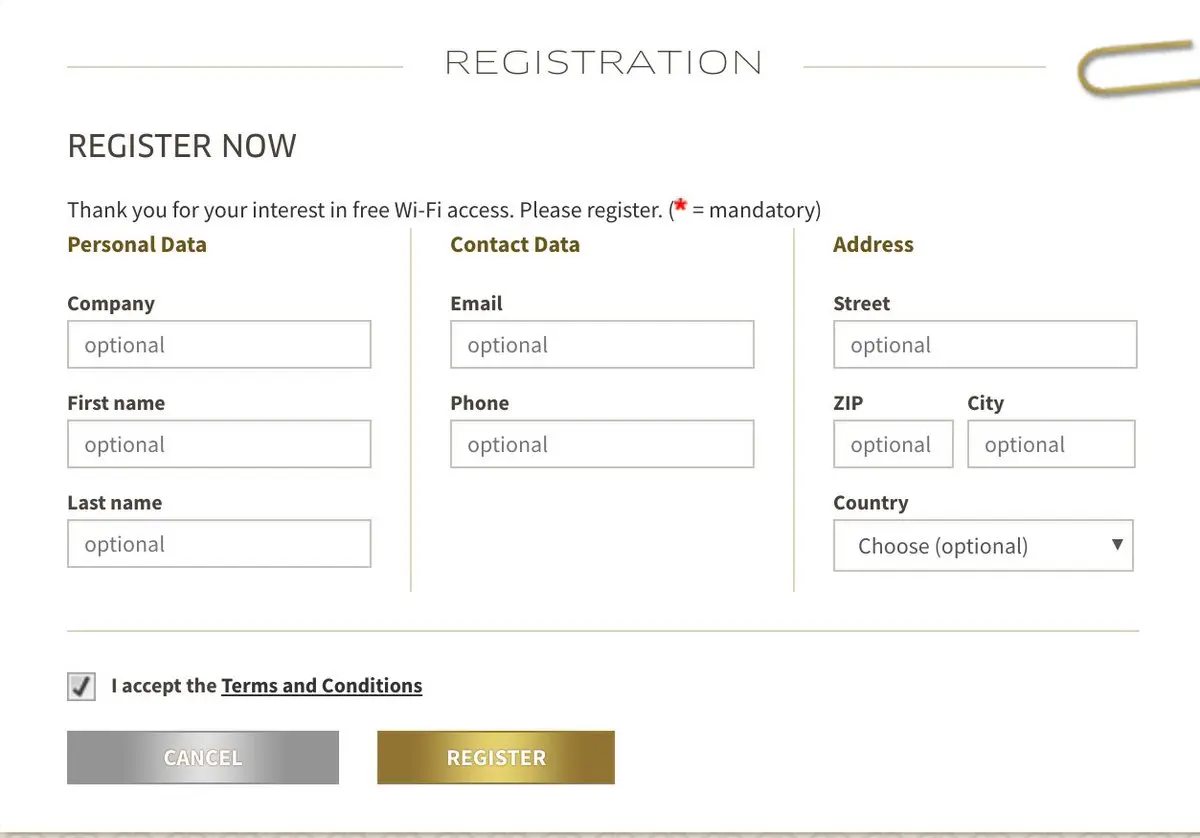 REGISTRATION
REGISTER NOW
Thank you for your interest in free Wi-Fi access. Please register. (* = mandatory)
Personal Data
Company
optional
First name
optional
Last name
optional
Contact Data
Email
optional
Phone
optional
Address
Street
optional
ZIP City
optional optional
Country
Choose (optional)
I accept the Terms and Conditions
CANCEL REGISTER